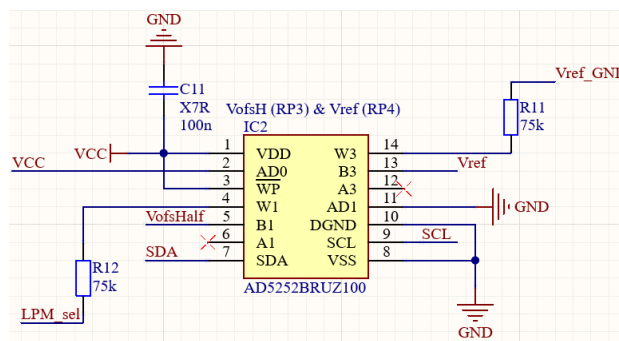 GND
C11
X7R
100n
VofsH (RP3) & Vref (RP4)
IC2
Vref_GN
R11
75k
VCC
1
VDD
W3
14
VCC
2
AD0
B3
13
Vref
3
WP
A3
12
4
W1
AD1
11
GND
VofsHalf
5
B1
DGND
10
6
A1
SCL
9
SCL
SDA
7
SDA
VSS
8
R12
75k
AD5252BRUZ100
LPM_sel
GND